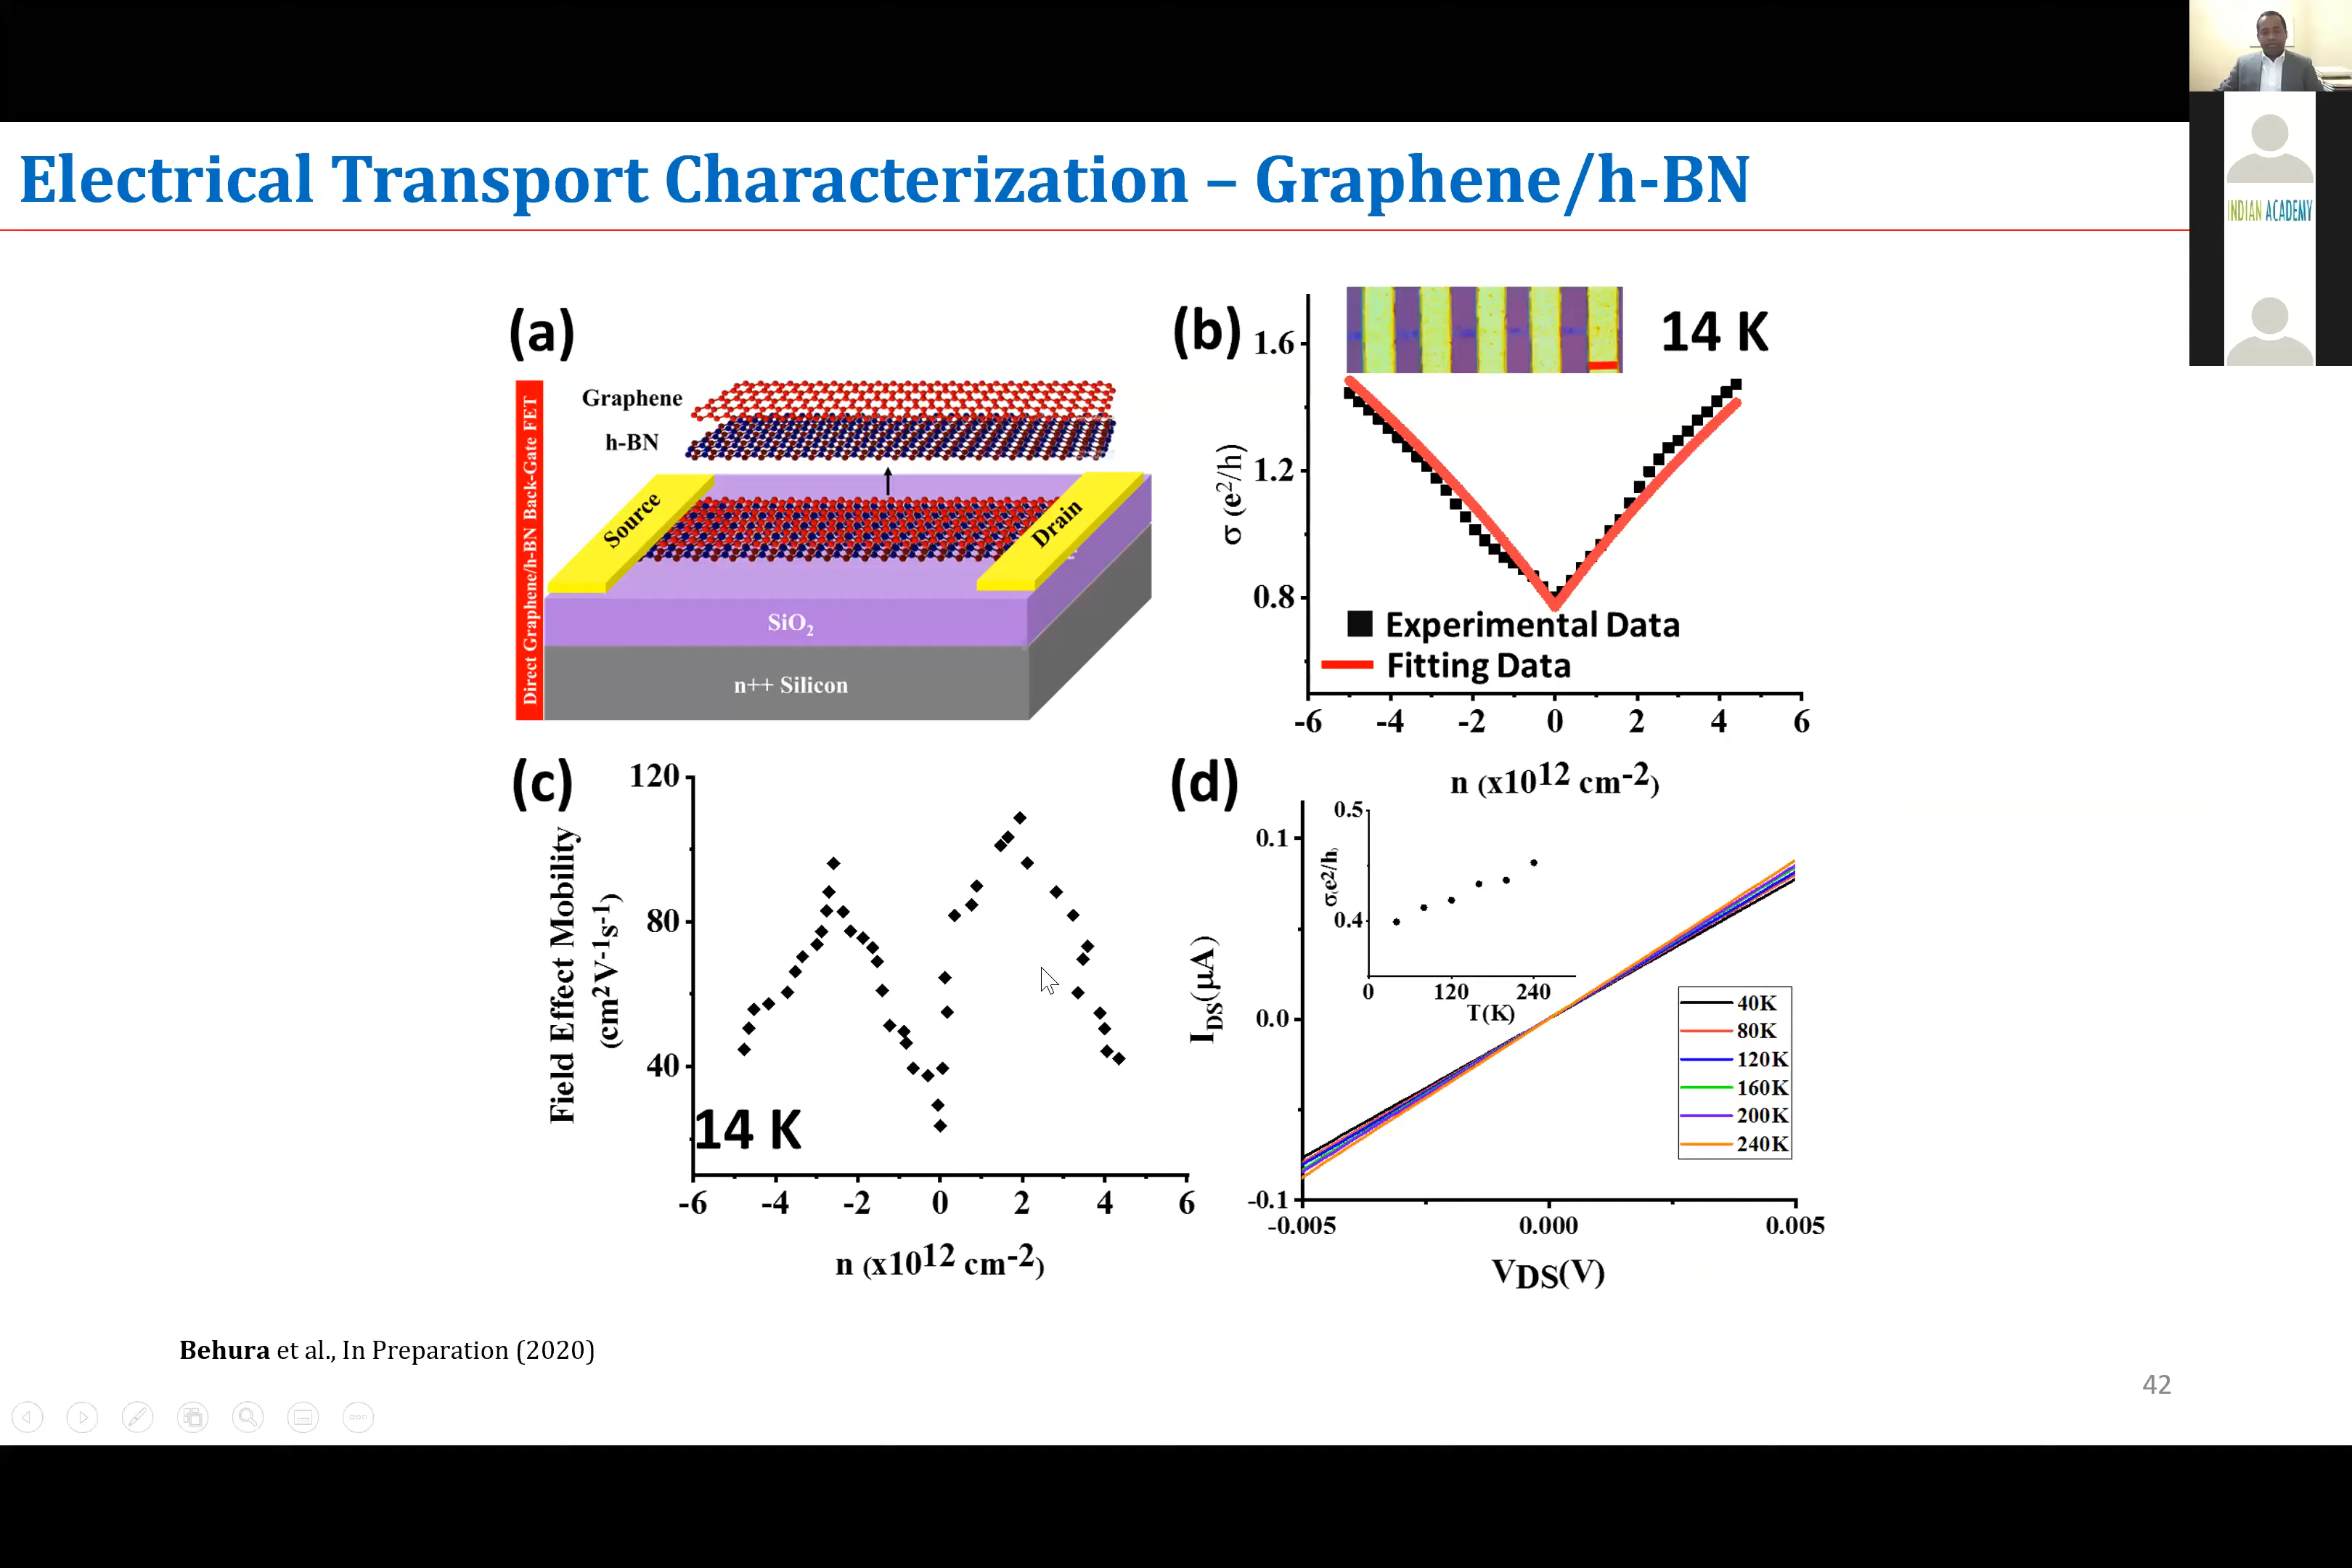 Electrical Transport Characterization – Graphene/h-BN
INDIAN ACADEMY
(a)
Direct Graphene/h-BN Back-Gate FET
Graphene
h-BN
Source
Drain
SiO2
n++ Silicon
(b)
14 K
σ (e2/h)
1.6
1.2
0.8
Experimental Data
Fitting Data
-6 -4 -2 0 2 4 6
n (x1012 cm-2)
(c)
Field Effect Mobility
(cm2V-1s-1)
120
80
40
14 K
-6 -4 -2 0 2 4 6
n (x1012 cm-2)
(d)
IDS(µA)
0.1
0.0
-0.1
σ(e2/h)
0.5
0.4
0 120 240
T(K)
40K
80K
120K
160K
200K
240K
-0.005 0.000 0.005
VDS(V)
Behura et al., In Preparation (2020)
42